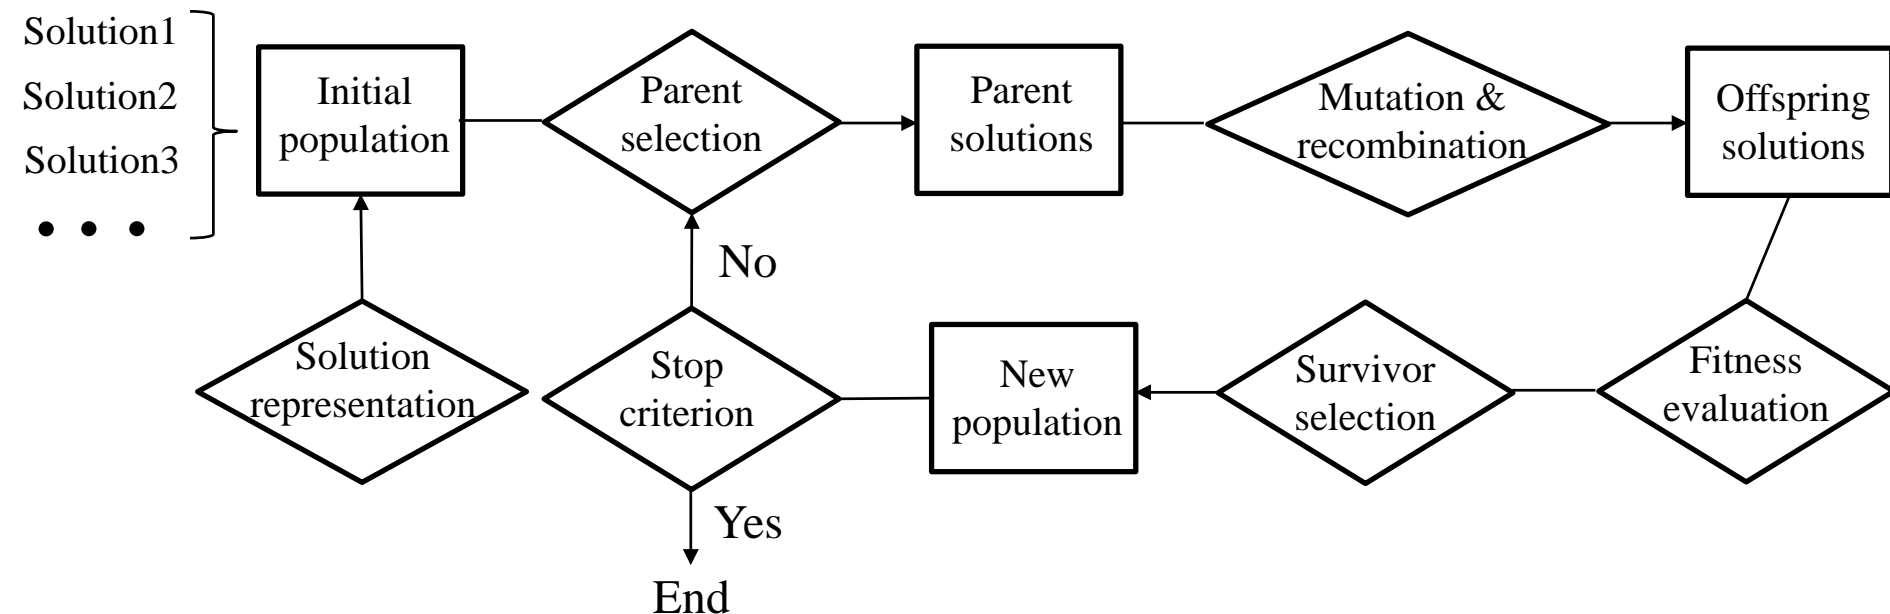 Solution1
Solution2
Solution3
• • •
Initial
population
Parent
selection
Parent
solutions
Mutation &
recombination
Offspring
solutions
No
Solution
representation
Stop
criterion
New
population
Survivor
selection
Fitness
evaluation
Yes
End